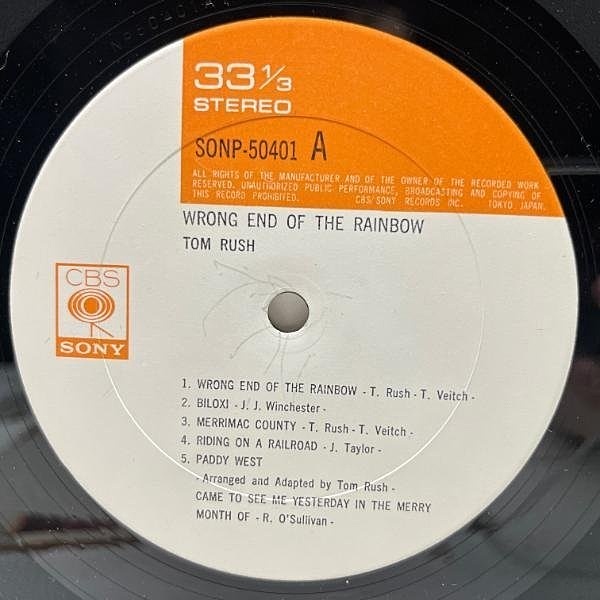 33 1/3
STEREO
SONP-50401 A
ALL RIGHTS OF THE MANUFACTURER AND OF THE OWNER OF THE RECORDED WORK
RESERVED. UNAUTHORIZED PUBLIC PERFORMANCE, BROADCASTING AND COPYING OF
THIS RECORD PROHIBITED. CBS/SONY RECORDS INC. TOKYO JAPAN.
WRONG END OF THE RAINBOW
TOM RUSH
CBS
SONY
1. WRONG END OF THE RAINBOW - T. Rush - T. Veitch -
2. BILOXI - J. J. Winchester -
3. MERRIMAC COUNTY - T. Rush - T. Veitch -
4. RIDING ON A RAILROAD - J. Taylor -
5. PADDY WEST
- Arranged and Adapted by Tom Rush -
CAME TO SEE ME YESTERDAY IN THE MERRY
MONTH OF - R. O'Sullivan -